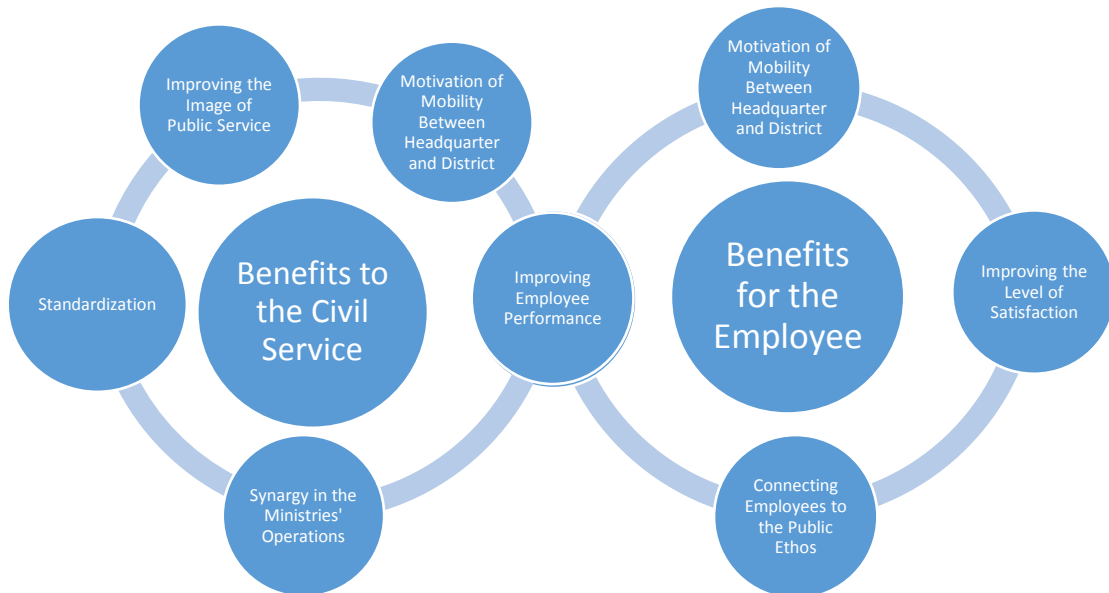 Improving the
Image of
Public Service
Motivation of
Mobility
Between
Headquarter
and District
Standardization
Benefits to
the Civil
Service
Synargy in the
Ministries'
Operations
Improving
Employee
Performance
Motivation of
Mobility
Between
Headquarter
and District
Benefits
for the
Employee
Improving the
Level of
Satisfaction
Connecting
Employees to
the Public
Ethos